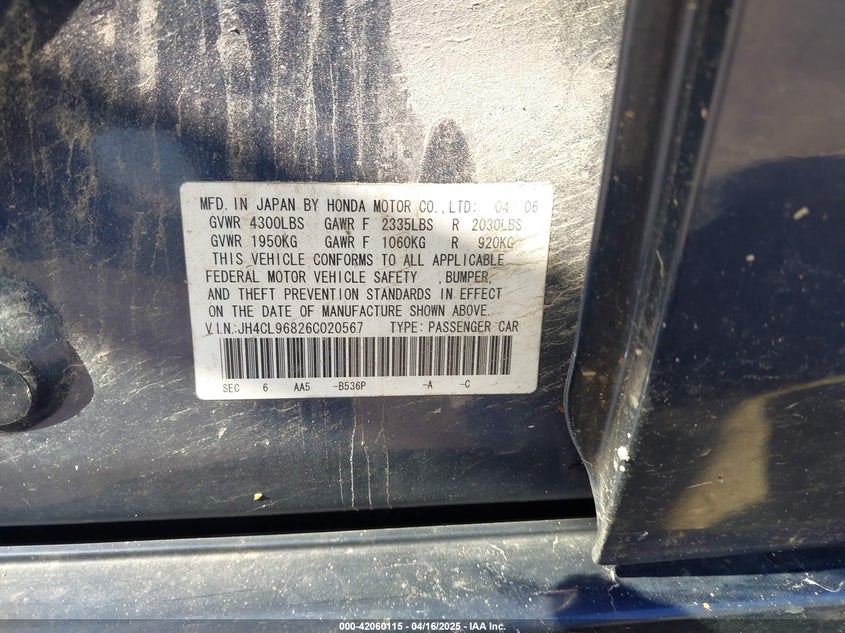 MFD. IN JAPAN BY HONDA MOTOR CO., LTD: 04/06
GVWR 4300LBS GAWR F 2335LBS R 2030LBS
GVWR 1950KG GAWR F 1060KG R 920KG
THIS VEHICLE CONFORMS TO ALL APPLICABLE
FEDERAL MOTOR VEHICLE SAFETY ,BUMPER,
AND THEFT PREVENTION STANDARDS IN EFFECT
ON THE DATE OF MANUFACTURE SHOWN ABOVE.
V.I.N.:JH4CL96826C020567 TYPE: PASSENGER CAR
SEC 6 AA5 -B536P -A -C
000-42060115 - 04/16/2025 - IAA Inc.